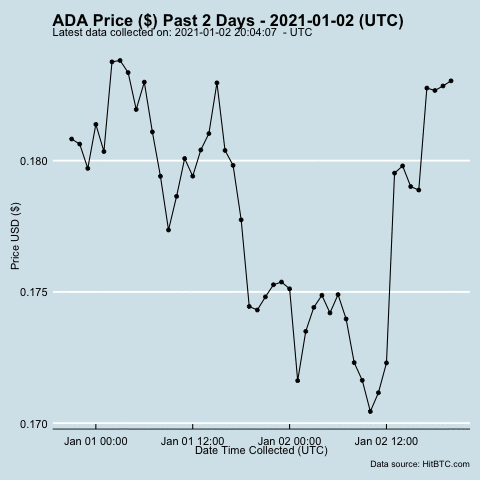 ADA Price ($) Past 2 Days - 2021-01-02 (UTC)
Latest data collected on: 2021-01-02 20:04:07 - UTC
0.180
0.175
0.170
Price USD ($)
Jan 01 00:00 Jan 01 12:00 Jan 02 00:00 Jan 02 12:00
Date Time Collected (UTC)
Data source: HitBTC.com